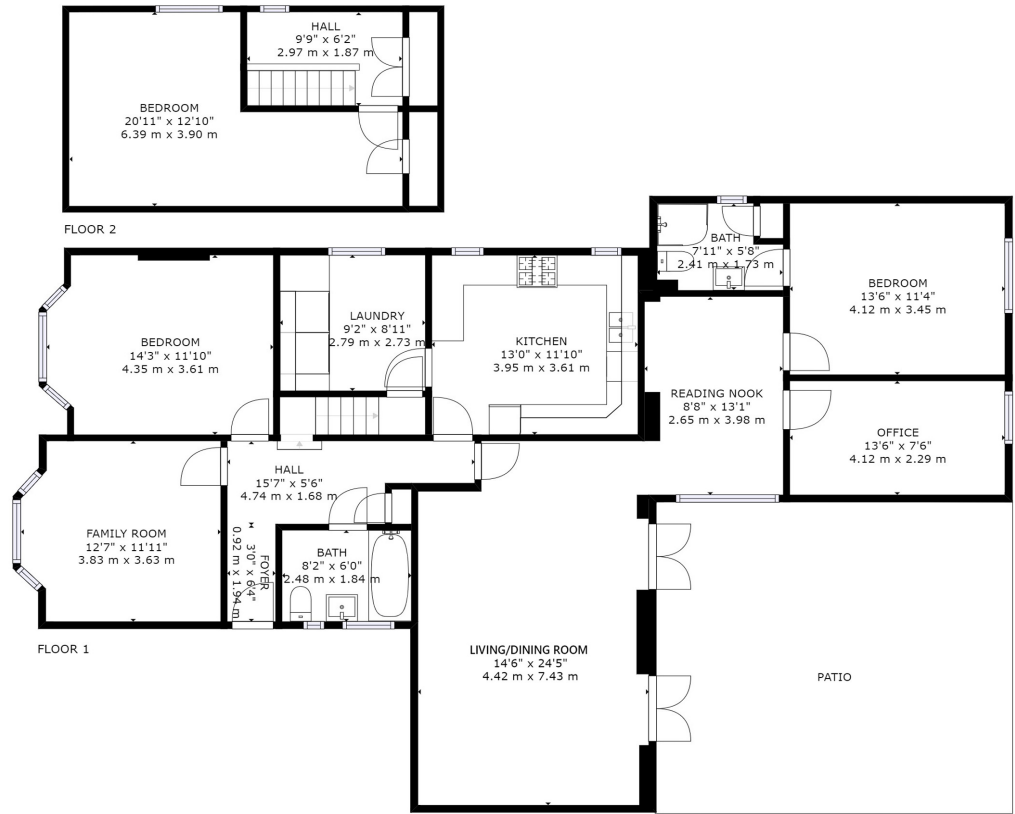 HALL
9'9" x 6'2"
2.97 m x 1.87 m
BEDROOM
20'11" x 12'10"
6.39 m x 3.90 m
FLOOR 2
BATH
7'11" x 5'8"
2.41 m x 1.73 m
BEDROOM
13'6" x 11'4"
4.12 m x 3.45 m
LAUNDRY
9'2" x 8'11"
2.79 m x 2.73 m
BEDROOM
14'3" x 11'10"
4.35 m x 3.61 m
KITCHEN
13'0" x 11'10"
3.95 m x 3.61 m
READING NOOK
8'8" x 13'1"
2.65 m x 3.98 m
OFFICE
13'6" x 7'6"
4.12 m x 2.29 m
HALL
15'7" x 5'6"
4.74 m x 1.68 m
FAMILY ROOM
12'7" x 11'11"
3.83 m x 3.63 m
FOYER
3'0" x 6'4"
0.92 m x 1.94 m
BATH
8'2" x 6'0"
2.48 m x 1.84 m
FLOOR 1
LIVING/DINING ROOM
14'6" x 24'5"
4.42 m x 7.43 m
PATIO